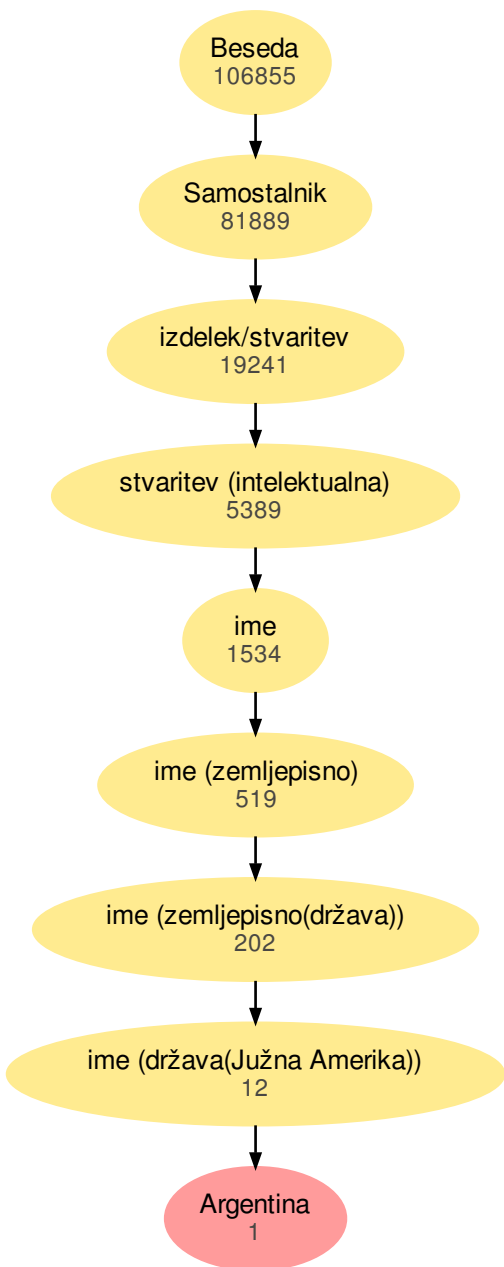 Beseda
106855
Samostalnik
81889
izdelek/stvaritev
19241
stvaritev (intelektualna)
5389
ime
1534
ime (zemljepisno)
519
ime (zemljepisno(država))
202
ime (država(Južna Amerika))
12
Argentina
1